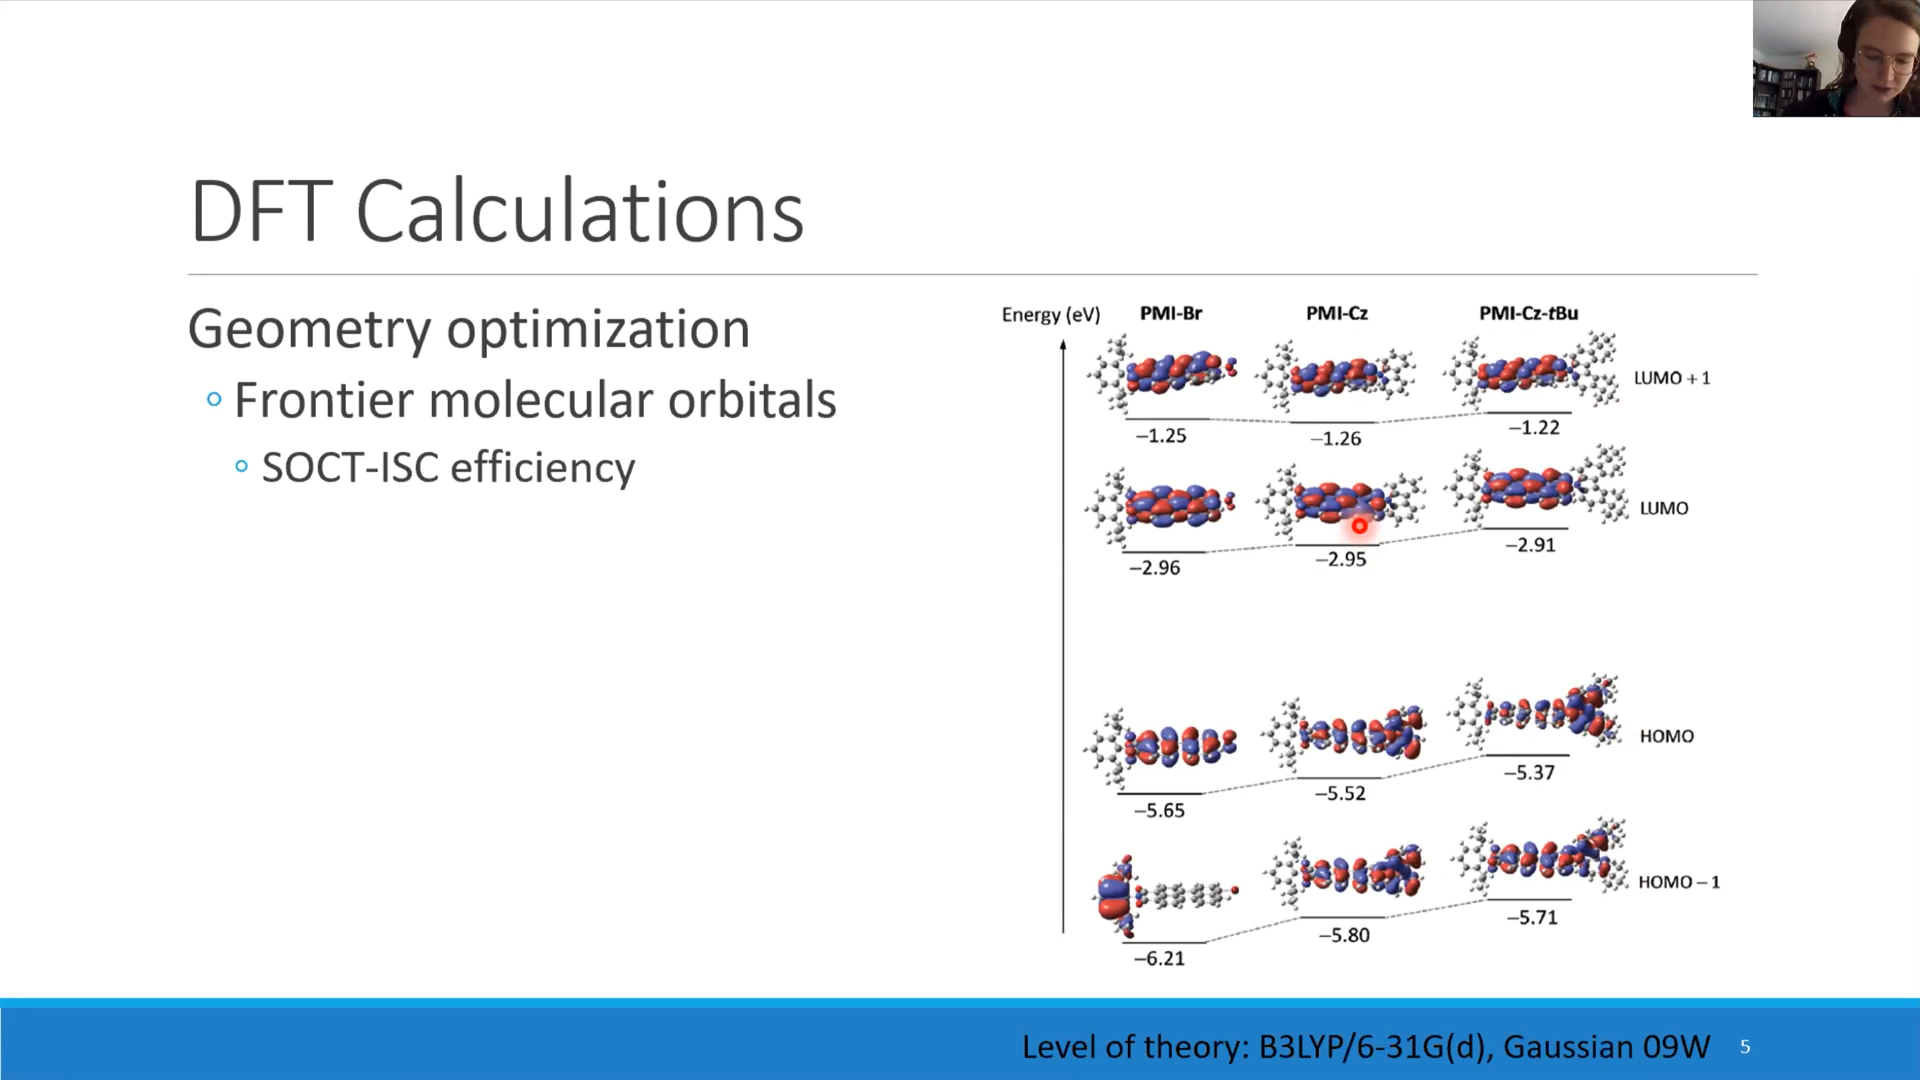 DFT Calculations
Geometry optimization
Frontier molecular orbitals
SOCT-ISC efficiency
Energy (eV) PMI-Br PMI-Cz PMI-Cz-tBu
LUMO + 1
−1.25 −1.26 −1.22
LUMO
−2.96 −2.95 −2.91
HOMO
−5.65 −5.52 −5.37
HOMO − 1
−6.21 −5.80 −5.71
Level of theory: B3LYP/6-31G(d), Gaussian 09W 5